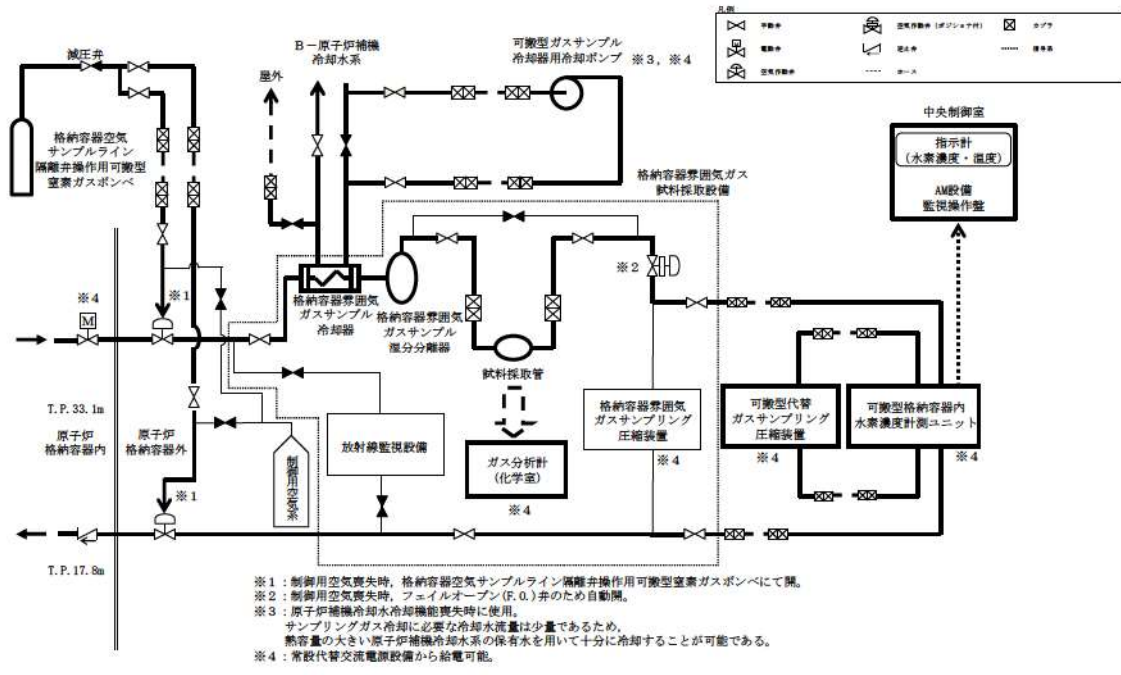 凡例
手動弁
空気作動弁(ポジショナ付)
カプラ
電動弁
逆止弁
信号系
空気作動弁
ホース
減圧弁
B-原子炉補機
冷却水系
可搬型ガスサンプル
冷却器用冷却ポンプ ※3,※4
屋外
中央制御室
指示計
(水素濃度・温度)
AM設備
監視操作盤
格納容器空気
サンプルライン
隔離弁操作用可搬型
窒素ガスボンベ
格納容器雰囲気ガス
試料採取設備
※2
※4
M
※1
格納容器雰囲気
ガスサンプル
冷却器
格納容器雰囲気
ガスサンプル
湿分分離器
試料採取管
T.P.33.1m
原子炉
格納容器内
原子炉
格納容器外
制御用空気系
放射線監視設備
ガス分析計
(化学室)
※4
格納容器雰囲気
ガスサンプリング
圧縮装置
※4
可搬型代替
ガスサンプリング
圧縮装置
※4
可搬型格納容器内
水素濃度計測ユニット
※4
※1
T.P.17.8m
※1:制御用空気喪失時,格納容器空気サンプルライン隔離弁操作用可搬型窒素ガスボンベにて開。
※2:制御用空気喪失時,フェイルオープン(F.O.)弁のため自動開。
※3:原子炉補機冷却水冷却機能喪失時に使用。
サンプリングガス冷却に必要な冷却水流量は少量であるため,
熱容量の大きい原子炉補機冷却水系の保有水を用いて十分に冷却することが可能である。
※4:常設代替交流電源設備から給電可能。